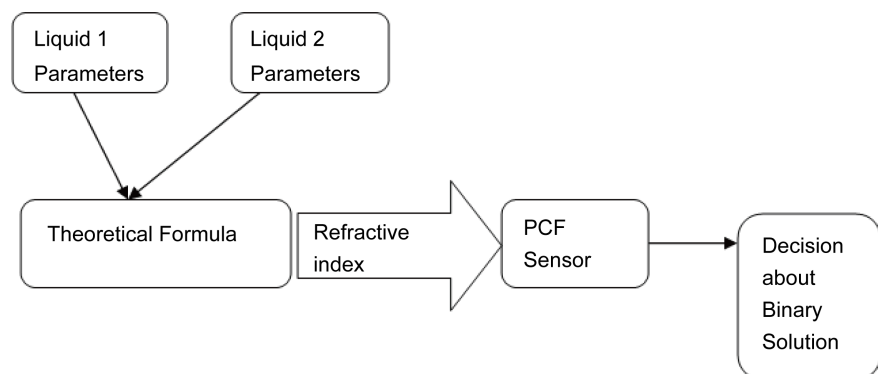 Liquid 1
Parameters
Liquid 2
Parameters
Theoretical Formula
Refractive
index
PCF
Sensor
Decision
about
Binary
Solution